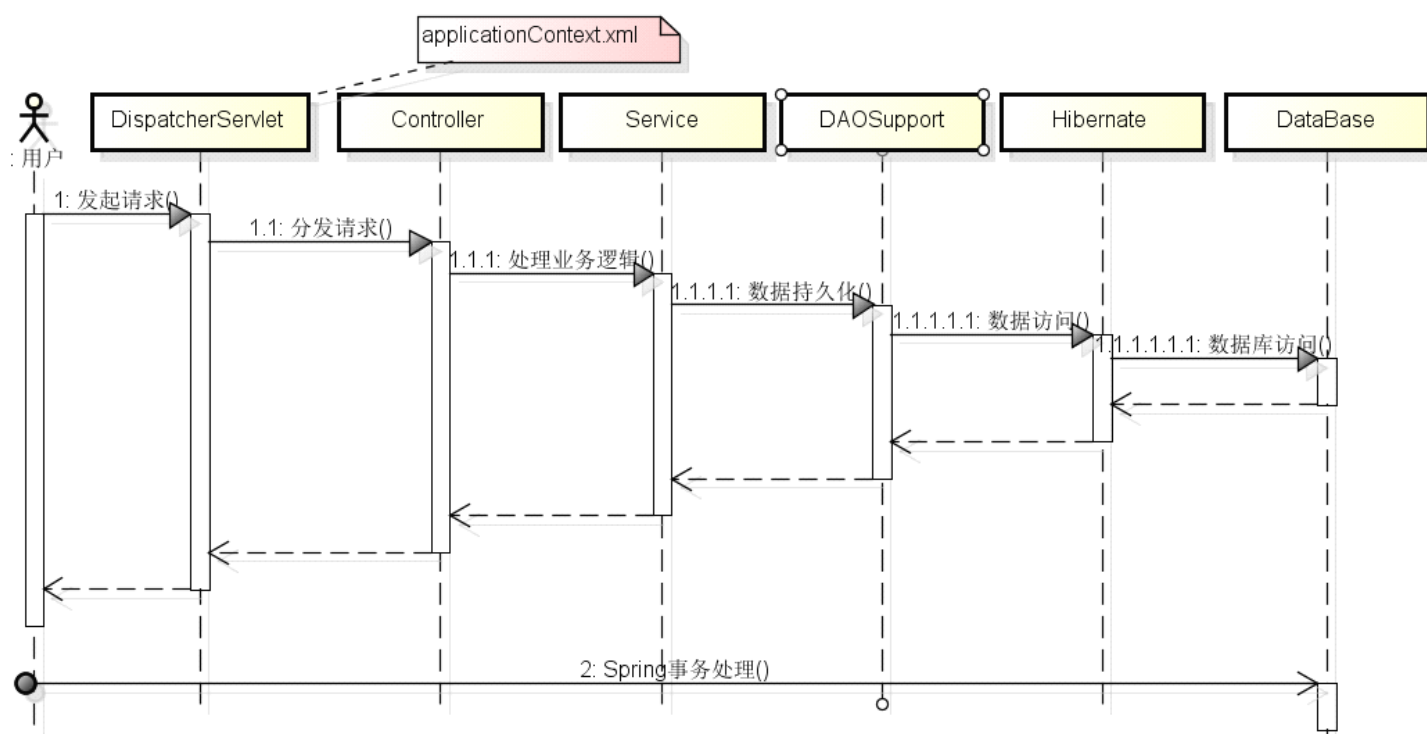 applicationContext.xml
DispatcherServlet
Controller
Service
DAOSupport
Hibernate
DataBase
: 用户
1: 发起请求()
1.1: 分发请求()
1.1.1: 处理业务逻辑()
1.1.1.1: 数据持久化()
1.1.1.1.1: 数据访问()
1.1.1.1.1.1: 数据库访问()
2: Spring事务处理()